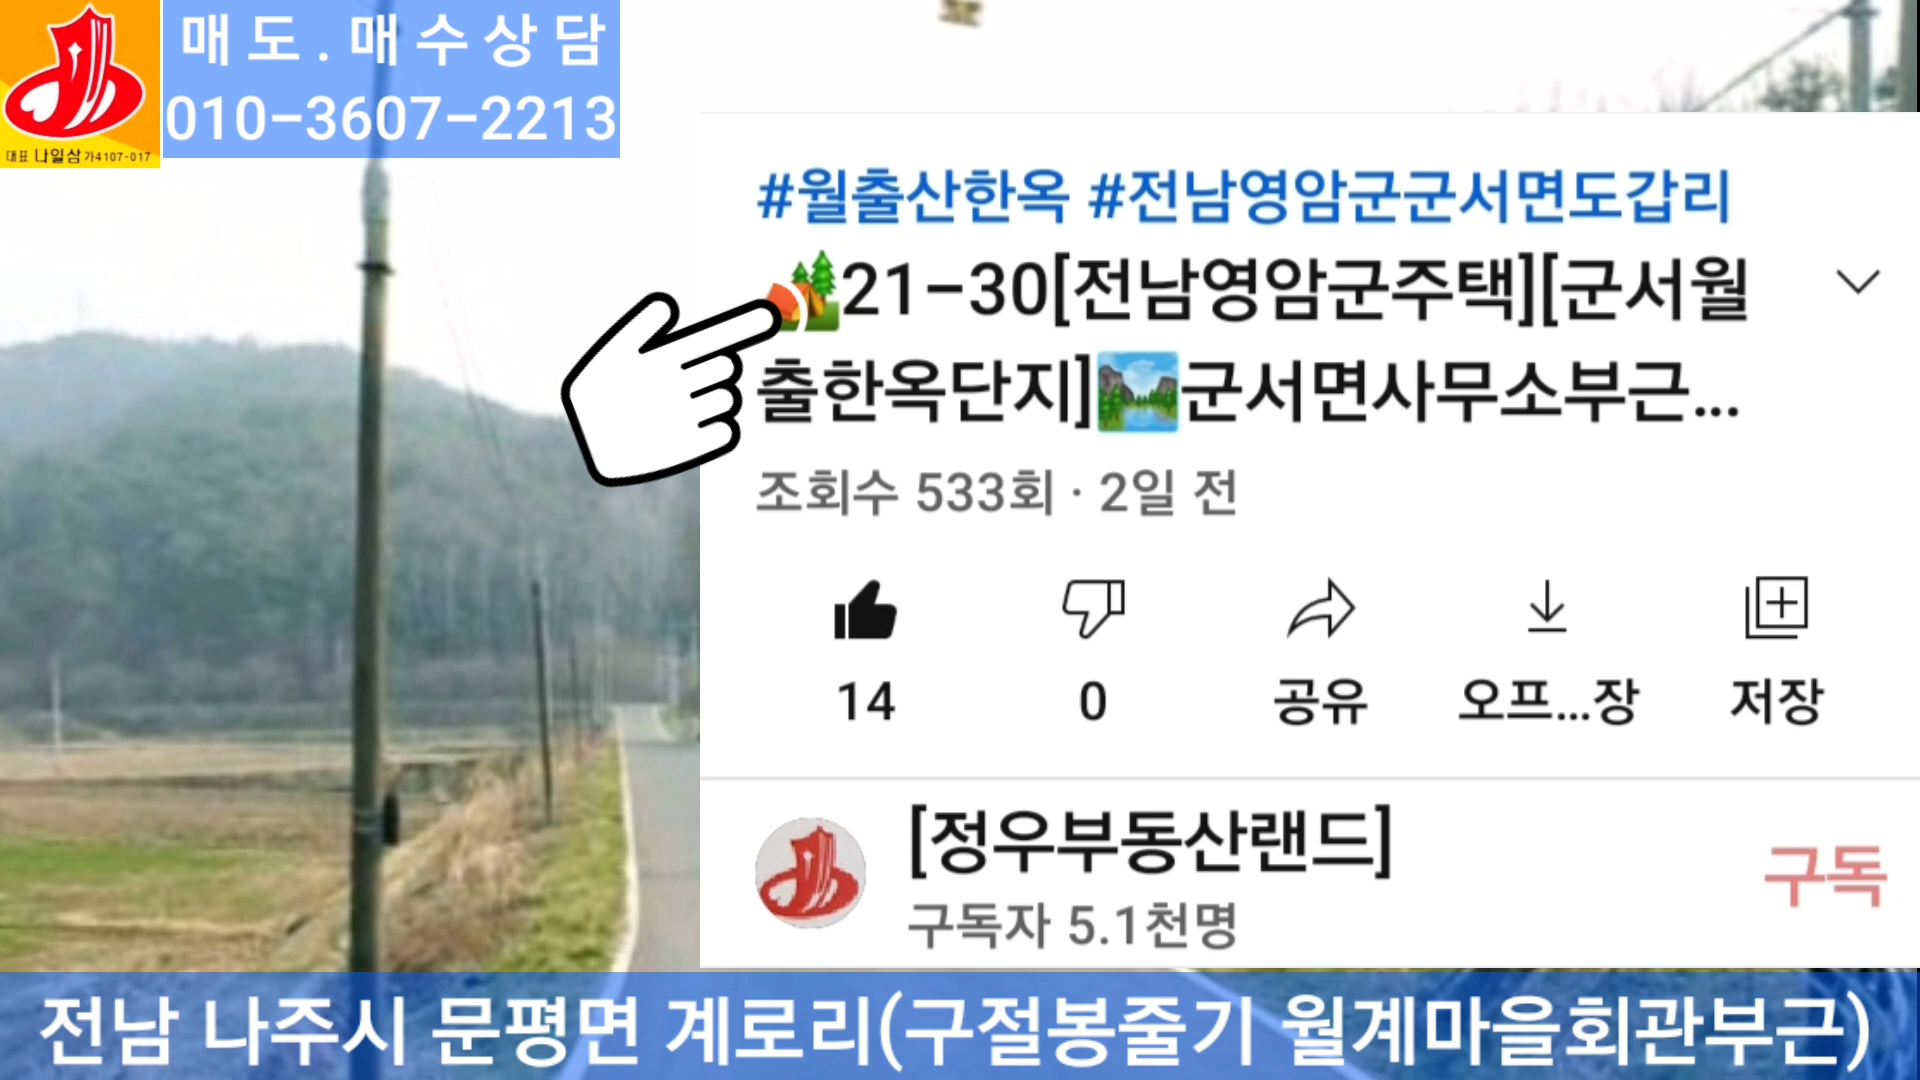 매도.매수상담
010-3607-2213
대표 나일삼 가4107-017
#월출산한옥 #전남영암군군서면도갑리
🏕21-30[전남영암군주택][군서월
출한옥단지]🏞군서면사무소부근...
조회수 533회 · 2일 전
14
0
공유
오프...장
저장
[정우부동산랜드]
구독자 5.1천명
구독
전남 나주시 문평면 계로리(구절봉줄기 월계마을회관부근)